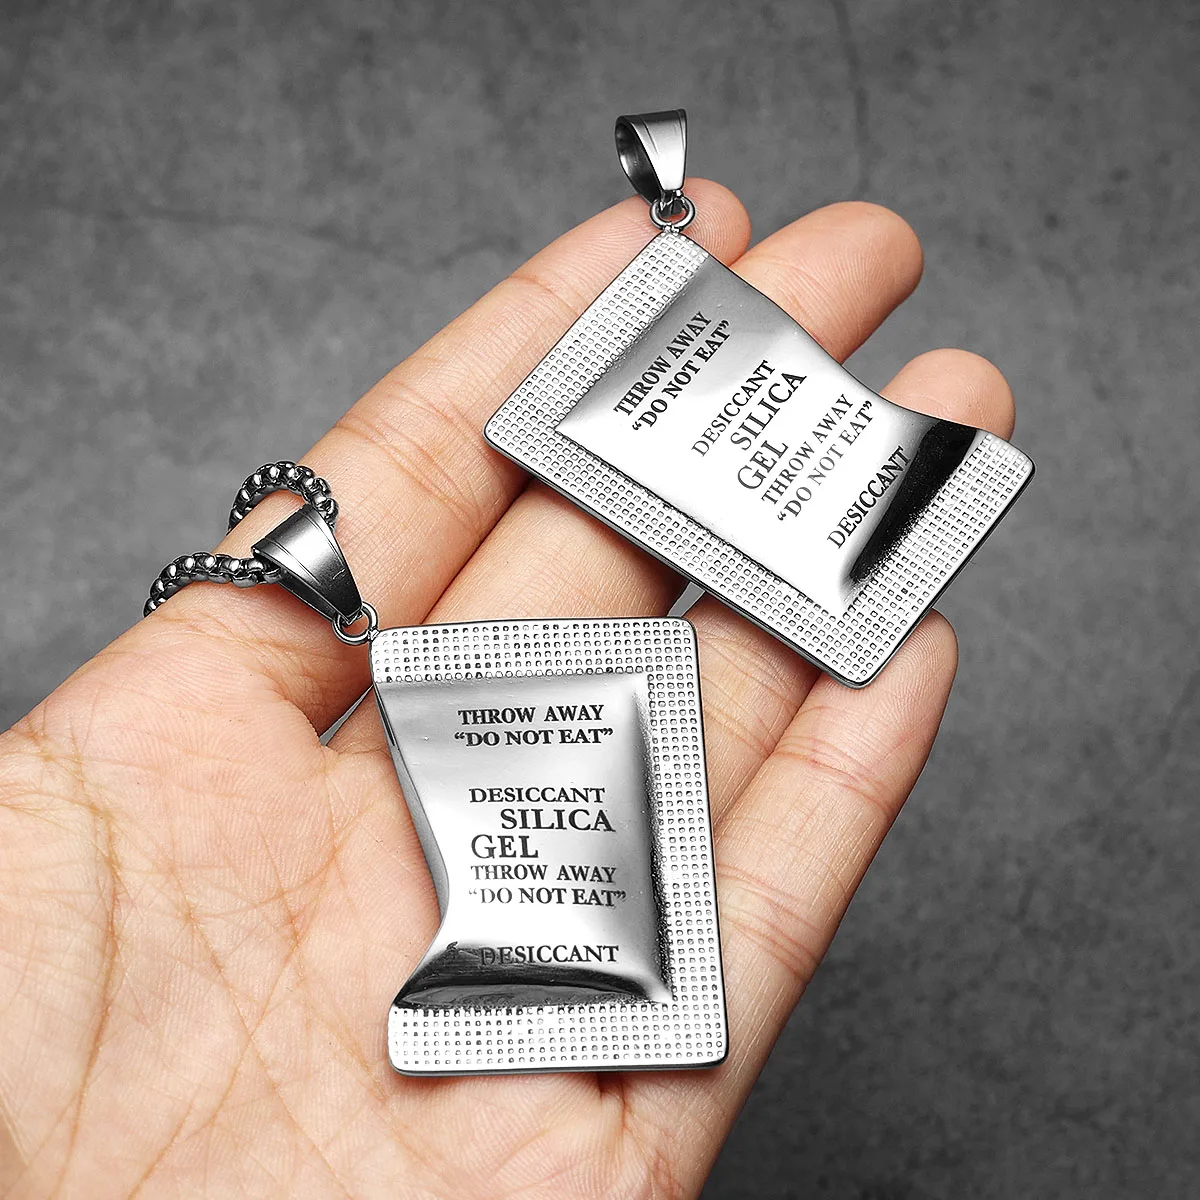 THROW AWAY
“DO NOT EAT”
DESICCANT
SILICA
GEL
THROW AWAY
“DO NOT EAT”
DESICCANT
THROW AWAY
“DO NOT EAT”
DESICCANT
SILICA
GEL
THROW AWAY
“DO NOT EAT”
DESICCANT